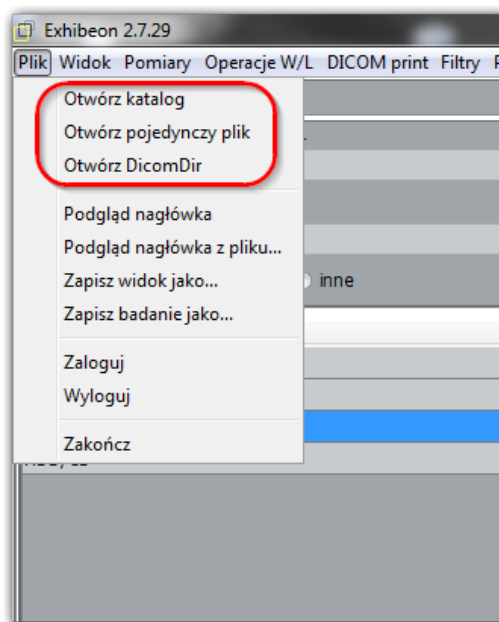 Exhibeon 2.7.29
Plik Widok Pomiary Operacje W/L DICOM print Filtry
Otwórz katalog
Otwórz pojedynczy plik
Otwórz DicomDir
Podgląd nagłówka
Podgląd nagłówka z pliku...
Zapisz widok jako...
inne
Zapisz badanie jako...
Zaloguj
Wyloguj
Zakończ